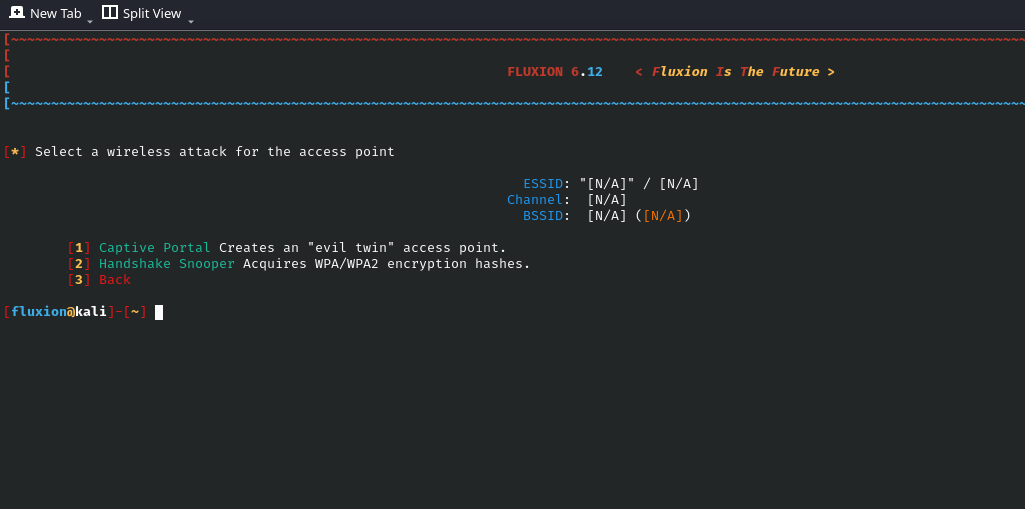 New Tab Split View
[~~~~~~~~~~~~~~~~~~~~~~~~~~~~~~~~~~~~~~~~~~~~~~~~~~~~~~~~~~~~~~~~~~~~~~~~~~~~~~~~~~~~~~~~~~~~~~~~~~~~~~~~~~~~~~~~~~~~~~~~~~~~~~~
[
[ FLUXION 6.12 < Fluxion Is The Future >
[
[~~~~~~~~~~~~~~~~~~~~~~~~~~~~~~~~~~~~~~~~~~~~~~~~~~~~~~~~~~~~~~~~~~~~~~~~~~~~~~~~~~~~~~~~~~~~~~~~~~~~~~~~~~~~~~~~~~~~~~~~~~~~~~~
[*] Select a wireless attack for the access point
ESSID: "[N/A]" / [N/A]
Channel: [N/A]
BSSID: [N/A] ([N/A])
[1] Captive Portal Creates an "evil twin" access point.
[2] Handshake Snooper Acquires WPA/WPA2 encryption hashes.
[3] Back
[fluxion@kali]-[~]